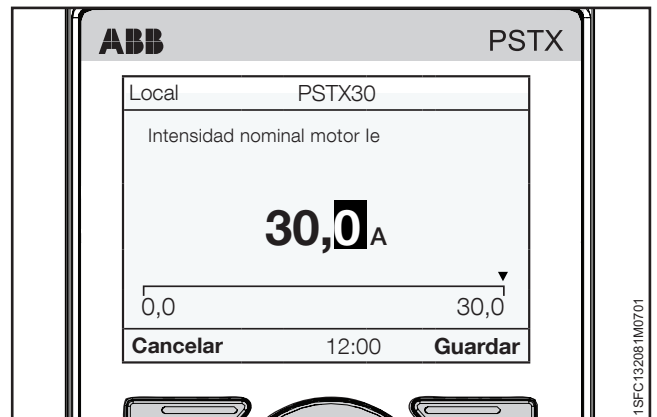 ABB PSTX
Local PSTX30
Intensidad nominal motor Ie
30,0 A
0,0 30,0
Cancelar 12:00 Guardar
1SFC132081M0701